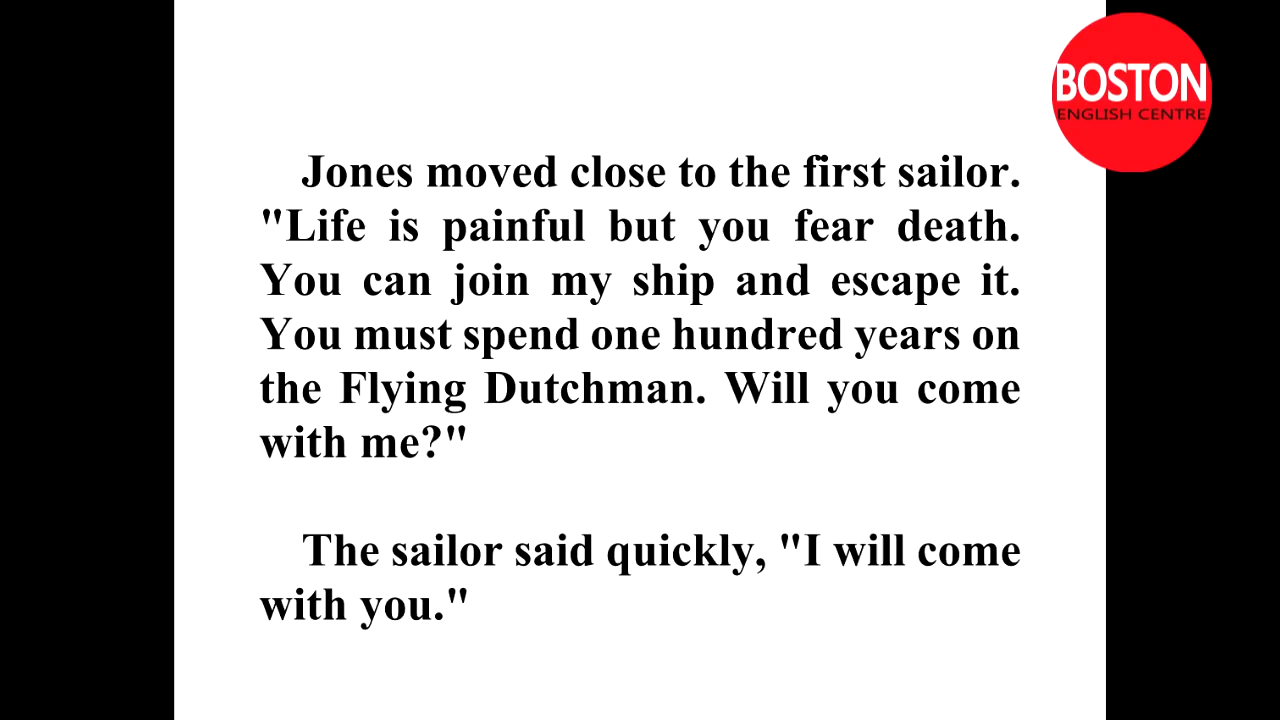 BOSTON
ENGLISH CENTRE
Jones moved close to the first sailor.
"Life is painful but you fear death.
You can join my ship and escape it.
You must spend one hundred years on
the Flying Dutchman. Will you come
with me?"
The sailor said quickly, "I will come
with you."